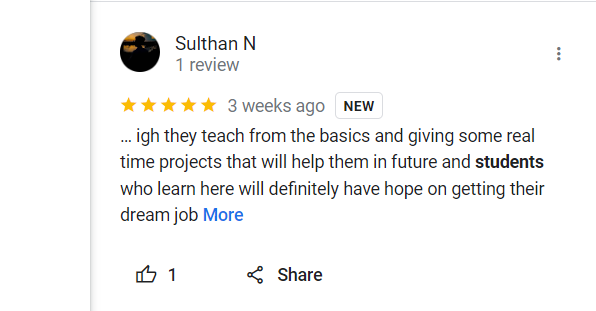 Sulthan N
1 review
3 weeks ago NEW
... igh they teach from the basics and giving some real
time projects that will help them in future and students
who learn here will definitely have hope on getting their
dream job More
1 Share